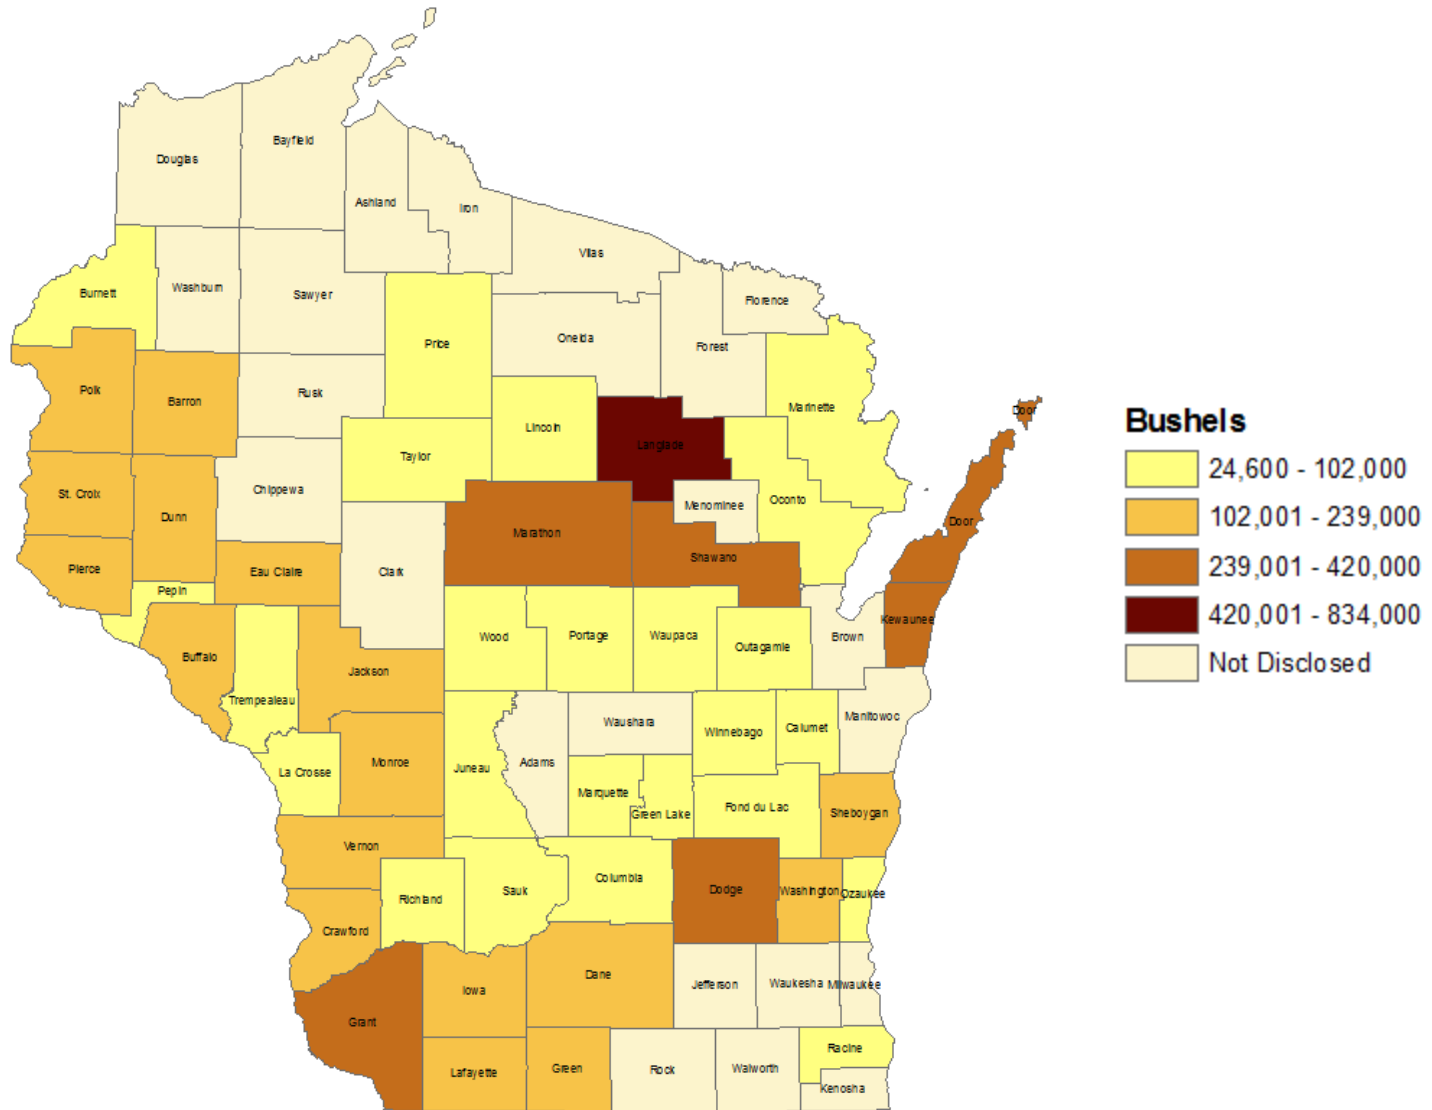 Bayfield
Douglas
Ashland
Iron
Vilas
Washburn
Burnett
Sawyer
Florence
Price
Oneida
Forest
Polk
Rusk
Barron
Marinette
Door
Bushels
Lincoln
Langlade
Taylor
24,600 - 102,000
St. Croix
Chippewa
Oconto
Menominee
Dunn
102,001 - 239,000
Door
Marathon
Shawano
Pierce
Eau Claire
Clark
239,001 - 420,000
Pepin
420,001 - 834,000
Kewaunee
Wood
Portage
Waupaca
Brown
Outagamie
Buffalo
Not Disclosed
Jackson
Trempealeau
Manitowoc
Waushara
Winnebago
Calumet
Monroe
Adams
Juneau
La Crosse
Marquette
Fond du Lac
Green Lake
Sheboygan
Vernon
Columbia
Sauk
Dodge
Washington
Ozaukee
Richland
Crawford
Dane
Jefferson
Waukesha
Milwaukee
Iowa
Grant
Racine
Green
Rock
Walworth
Lafayette
Kenosha